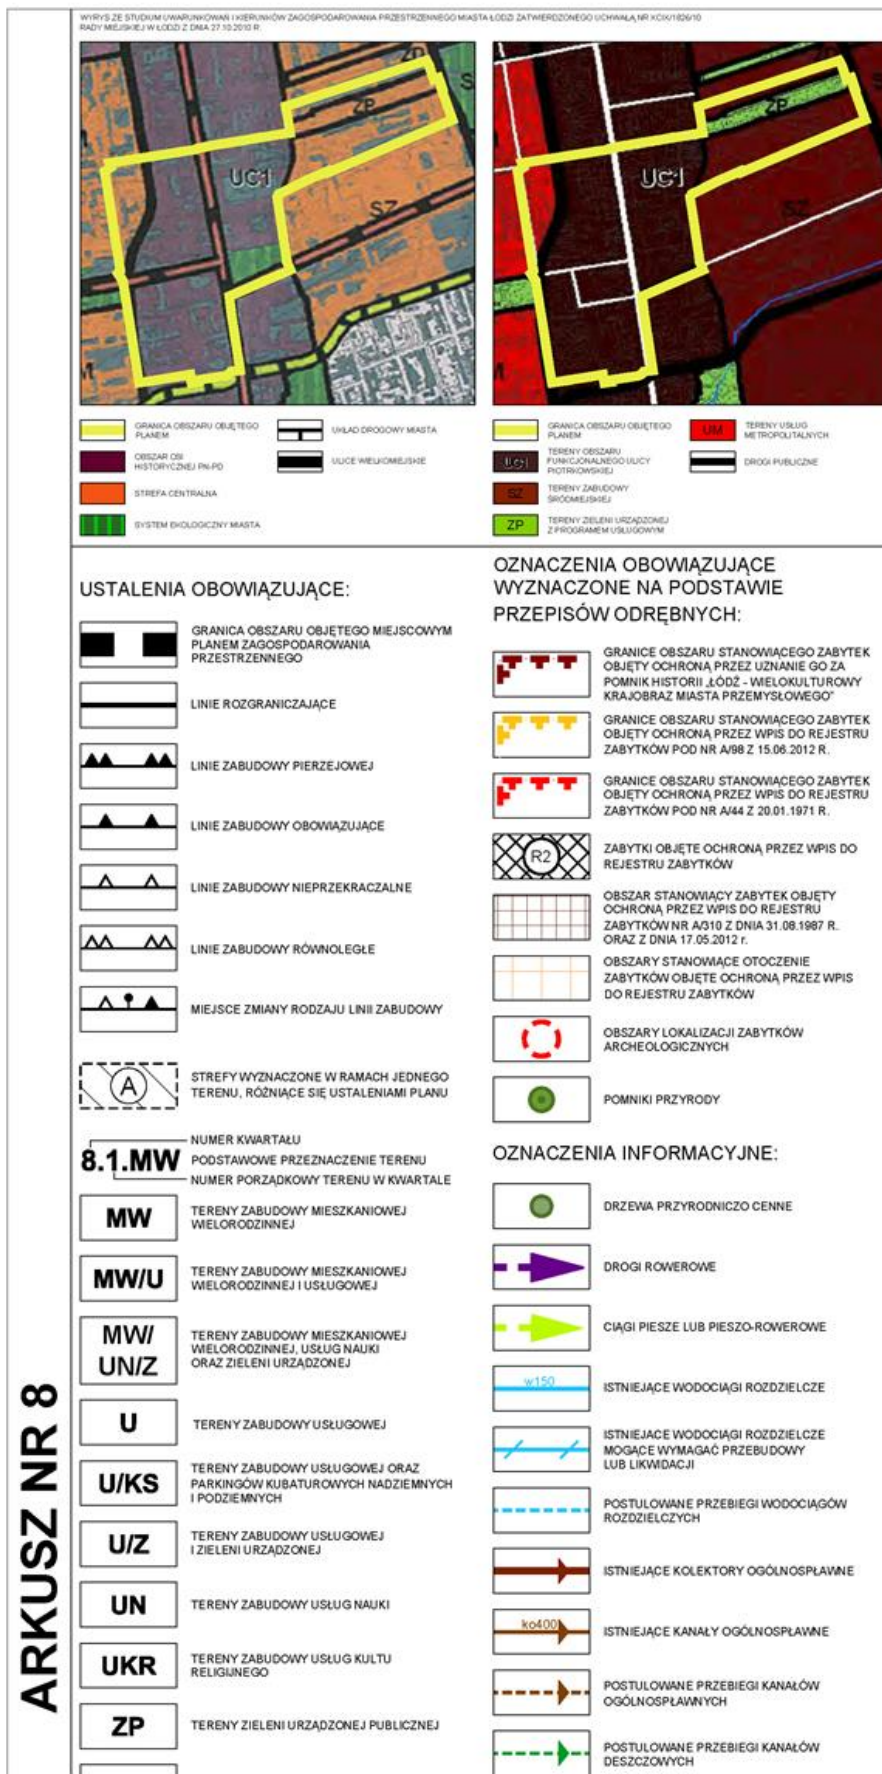 WYRYS ZE STUDIUM UWARUNKOWAŃ I KIERUNKÓW ZAGOSPODAROWANIA PRZESTRZENNEGO MIASTA ŁODZI ZATWIERDZONEGO UCHWAŁĄ NR XCIX/1826/10
RADY MIEJSKIEJ W ŁODZI Z DNIA 27.10.2010 R.
ZP
ZP
S
UC1
SZ
M
ZP
UC1
SZ
M
GRANICA OBSZARU OBJĘTEGO
PLANEM
OBSZAR OSI
HISTORYCZNEJ PN-PD
STREFA CENTRALNA
SYSTEM EKOLOGICZNY MIASTA
UKŁAD DROGOWY MIASTA
ULICE WIELKOMIEJSKIE
GRANICA OBSZARU OBJĘTEGO
PLANEM
UC1
TERENY OBSZARU
FUNKCJONALNEGO ULICY
PIOTRKOWSKIEJ
SZ
TERENY ZABUDOWY
ŚRÓDMIEJSKIEJ
ZP
TERENY ZIELENI URZĄDZONEJ
Z PROGRAMEM USŁUGOWYM
UM
TERENY USŁUG
METROPOLITALNYCH
DROGI PUBLICZNE
USTALENIA OBOWIĄZUJĄCE:
GRANICA OBSZARU OBJĘTEGO MIEJSCOWYM
PLANEM ZAGOSPODAROWANIA
PRZESTRZENNEGO
LINIE ROZGRANICZAJĄCE
LINIE ZABUDOWY PIERZEJOWEJ
LINIE ZABUDOWY OBOWIĄZUJĄCE
LINIE ZABUDOWY NIEPRZEKRACZALNE
LINIE ZABUDOWY RÓWNOLEGŁE
MIEJSCE ZMIANY RODZAJU LINII ZABUDOWY
A
STREFY WYZNACZONE W RAMACH JEDNEGO
TERENU, RÓŻNIĄCE SIĘ USTALENIAMI PLANU
NUMER KWARTAŁU
8.1.MW PODSTAWOWE PRZEZNACZENIE TERENU
NUMER PORZĄDKOWY TERENU W KWARTALE
MW
TERENY ZABUDOWY MIESZKANIOWEJ
WIELORODZINNEJ
MW/U
TERENY ZABUDOWY MIESZKANIOWEJ
WIELORODZINNEJ I USŁUGOWEJ
MW/
UN/Z
TERENY ZABUDOWY MIESZKANIOWEJ
WIELORODZINNEJ, USŁUG NAUKI
ORAZ ZIELENI URZĄDZONEJ
U
TERENY ZABUDOWY USŁUGOWEJ
U/KS
TERENY ZABUDOWY USŁUGOWEJ ORAZ
PARKINGÓW KUBATUROWYCH NADZIEMNYCH
I PODZIEMNYCH
U/Z
TERENY ZABUDOWY USŁUGOWEJ
I ZIELENI URZĄDZONEJ
UN
TERENY ZABUDOWY USŁUG NAUKI
UKR
TERENY ZABUDOWY USŁUG KULTU
RELIGIJNEGO
ZP
TERENY ZIELENI URZĄDZONEJ PUBLICZNEJ
OZNACZENIA OBOWIĄZUJĄCE
WYZNACZONE NA PODSTAWIE
PRZEPISÓW ODRĘBNYCH:
GRANICE OBSZARU STANOWIĄCEGO ZABYTEK
OBJĘTY OCHRONĄ PRZEZ UZNANIE GO ZA
POMNIK HISTORII „ŁÓDŹ - WIELOKULTUROWY
KRAJOBRAZ MIASTA PRZEMYSŁOWEGO"
GRANICE OBSZARU STANOWIĄCEGO ZABYTEK
OBJĘTY OCHRONĄ PRZEZ WPIS DO REJESTRU
ZABYTKÓW POD NR A/98 Z 15.06.2012 R.
GRANICE OBSZARU STANOWIĄCEGO ZABYTEK
OBJĘTY OCHRONĄ PRZEZ WPIS DO REJESTRU
ZABYTKÓW POD NR A/44 Z 20.01.1971 R.
R2
ZABYTKI OBJĘTE OCHRONĄ PRZEZ WPIS DO
REJESTRU ZABYTKÓW
OBSZAR STANOWIĄCY ZABYTEK OBJĘTY
OCHRONĄ PRZEZ WPIS DO REJESTRU
ZABYTKÓW NR A/310 Z DNIA 31.08.1987 R.
ORAZ Z DNIA 17.05.2012 r.
OBSZARY STANOWIĄCE OTOCZENIE
ZABYTKÓW OBJĘTE OCHRONĄ PRZEZ WPIS
DO REJESTRU ZABYTKÓW
OBSZARY LOKALIZACJI ZABYTKÓW
ARCHEOLOGICZNYCH
POMNIKI PRZYRODY
OZNACZENIA INFORMACYJNE:
DRZEWA PRZYRODNICZO CENNE
DROGI ROWEROWE
CIĄGI PIESZE LUB PIESZO-ROWEROWE
w150
ISTNIEJĄCE WODOCIĄGI ROZDZIELCZE
ISTNIEJACE WODOCIĄGI ROZDZIELCZE
MOGĄCE WYMAGAĆ PRZEBUDOWY
LUB LIKWIDACJI
POSTULOWANE PRZEBIEGI WODOCIĄGÓW
ROZDZIELCZYCH
ISTNIEJĄCE KOLEKTORY OGÓLNOSPŁAWNE
ko400
ISTNIEJĄCE KANAŁY OGÓLNOSPŁAWNE
POSTULOWANE PRZEBIEGI KANAŁÓW
OGÓLNOSPŁAWNYCH
POSTULOWANE PRZEBIEGI KANAŁÓW
DESZCZOWYCH
ARKUSZ NR 8